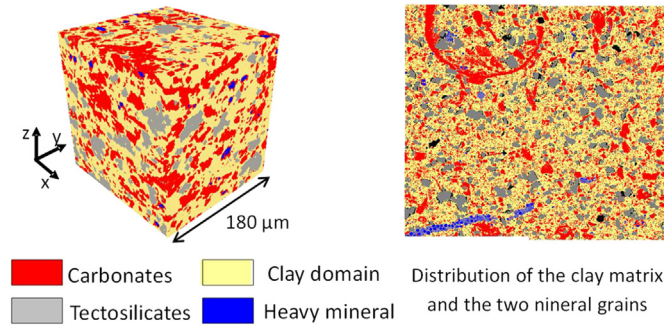 z
y
x
180 μm
Carbonates
Clay domain
Tectosilicates
Heavy mineral
Distribution of the clay matrix
and the two nineral grains